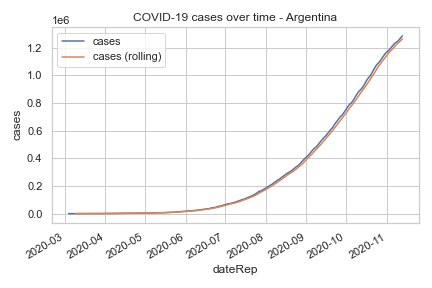 COVID-19 cases over time - Argentina
1e6
cases
cases (rolling)
1.2
1.0
0.8
0.6
0.4
0.2
0.0
cases
2020-03
2020-04
2020-05
2020-06
2020-07
2020-08
2020-09
2020-10
2020-11
dateRep